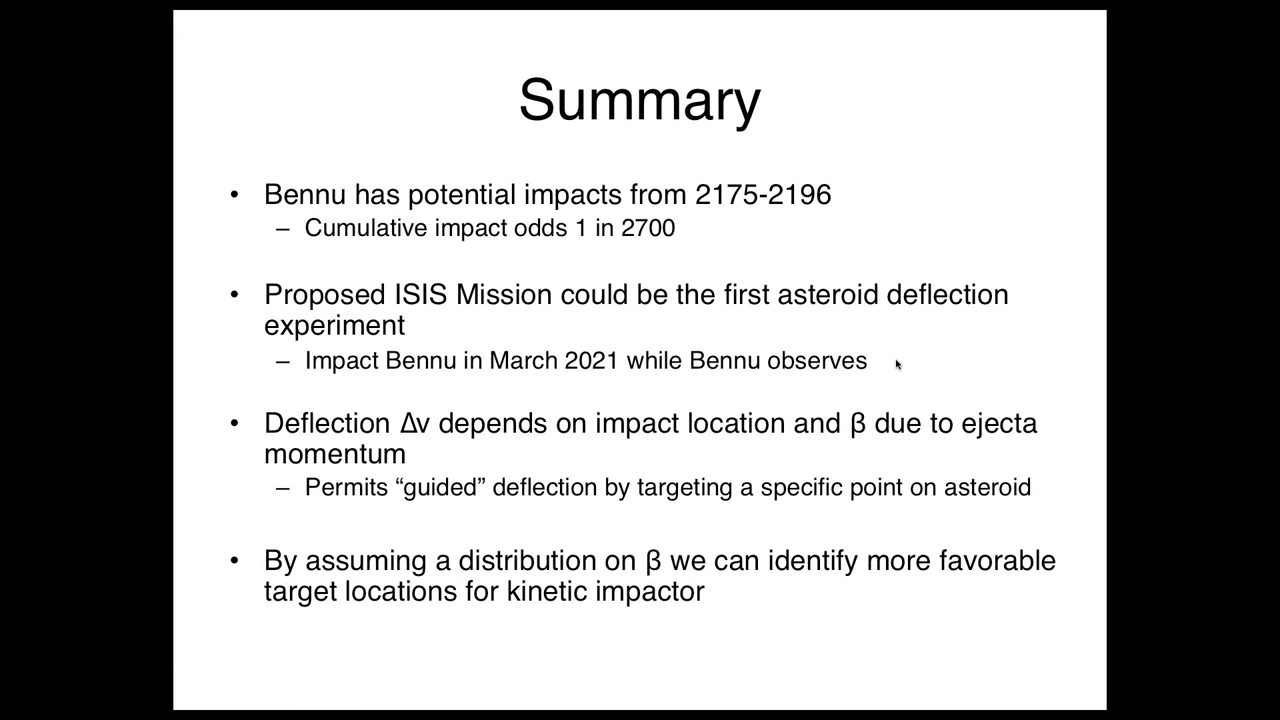 Summary
• Bennu has potential impacts from 2175-2196
– Cumulative impact odds 1 in 2700
• Proposed ISIS Mission could be the first asteroid deflection
experiment
– Impact Bennu in March 2021 while Bennu observes
• Deflection Δv depends on impact location and β due to ejecta
momentum
– Permits “guided” deflection by targeting a specific point on asteroid
• By assuming a distribution on β we can identify more favorable
target locations for kinetic impactor